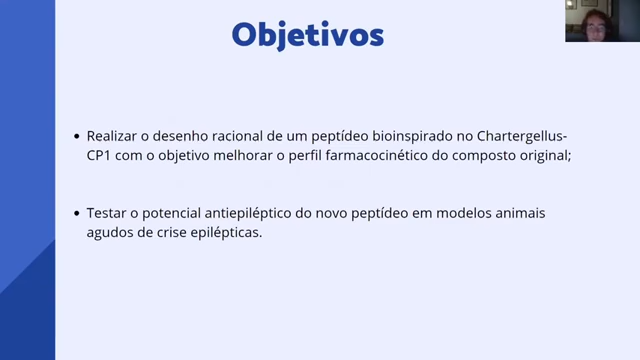 Objetivos
• Realizar o desenho racional de um peptídeo bioinspirado no Chartergellus-
CP1 com o objetivo melhorar o perfil farmacocinético do composto original;
• Testar o potencial antiepiléptico do novo peptídeo em modelos animais
agudos de crise epilépticas.